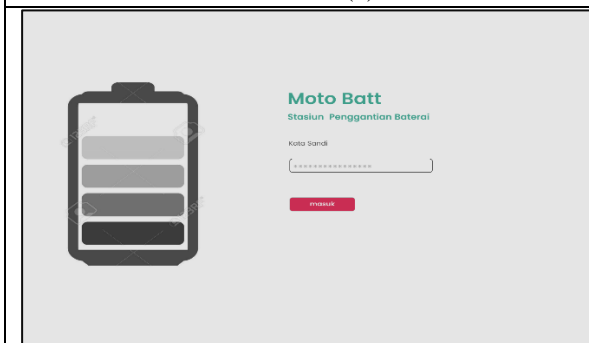 Moto Batt
Stasiun Penggantian Baterai
Kata Sandi
****************
masuk